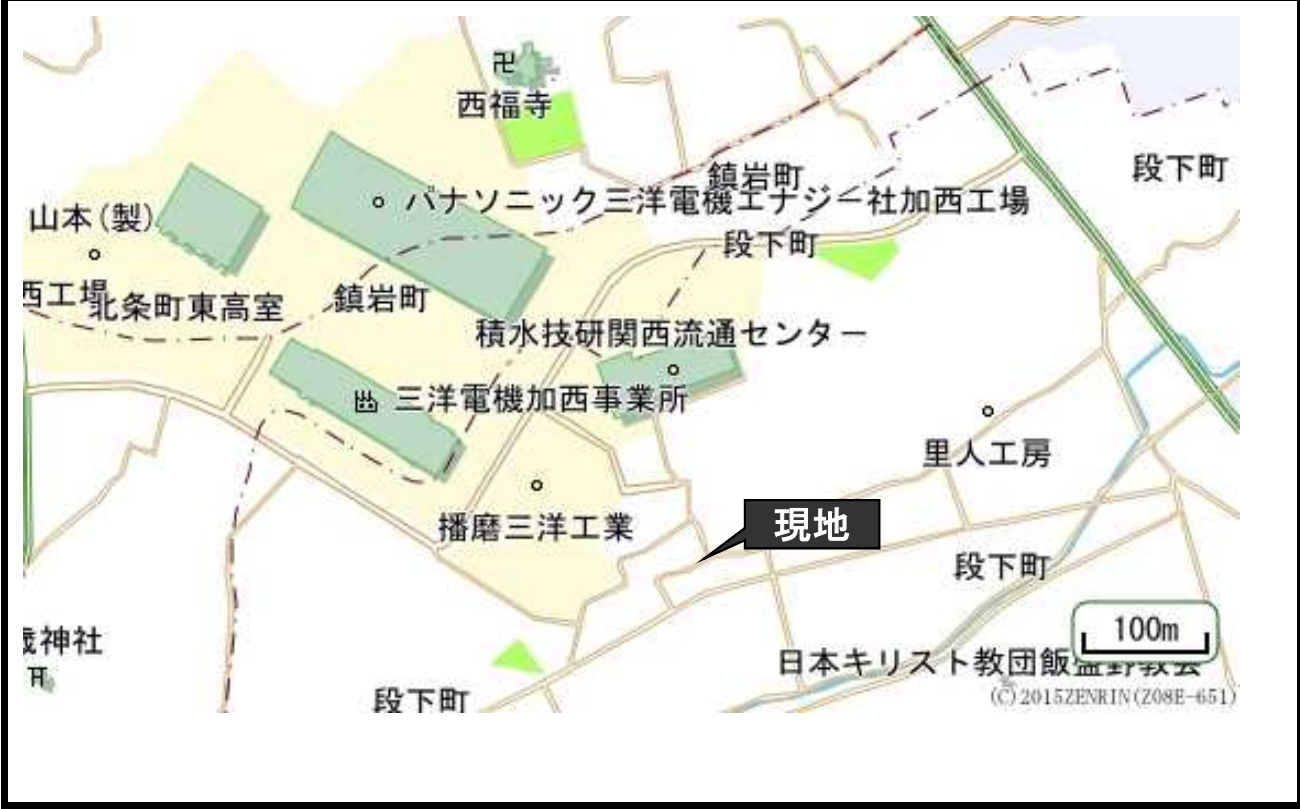 卍
西福寺
鎮岩町
段下町
山本(製)
パナソニック三洋電機エナジー社加西工場
段下町
西工場
北条町東高室
鎮岩町
積水技研関西流通センター
三洋電機加西事業所
里人工房
播磨三洋工業
現地
段下町
100m
歳神社
日本キリスト教団飯盛野教会
段下町
(C)2015ZENRIN(Z08E-651)